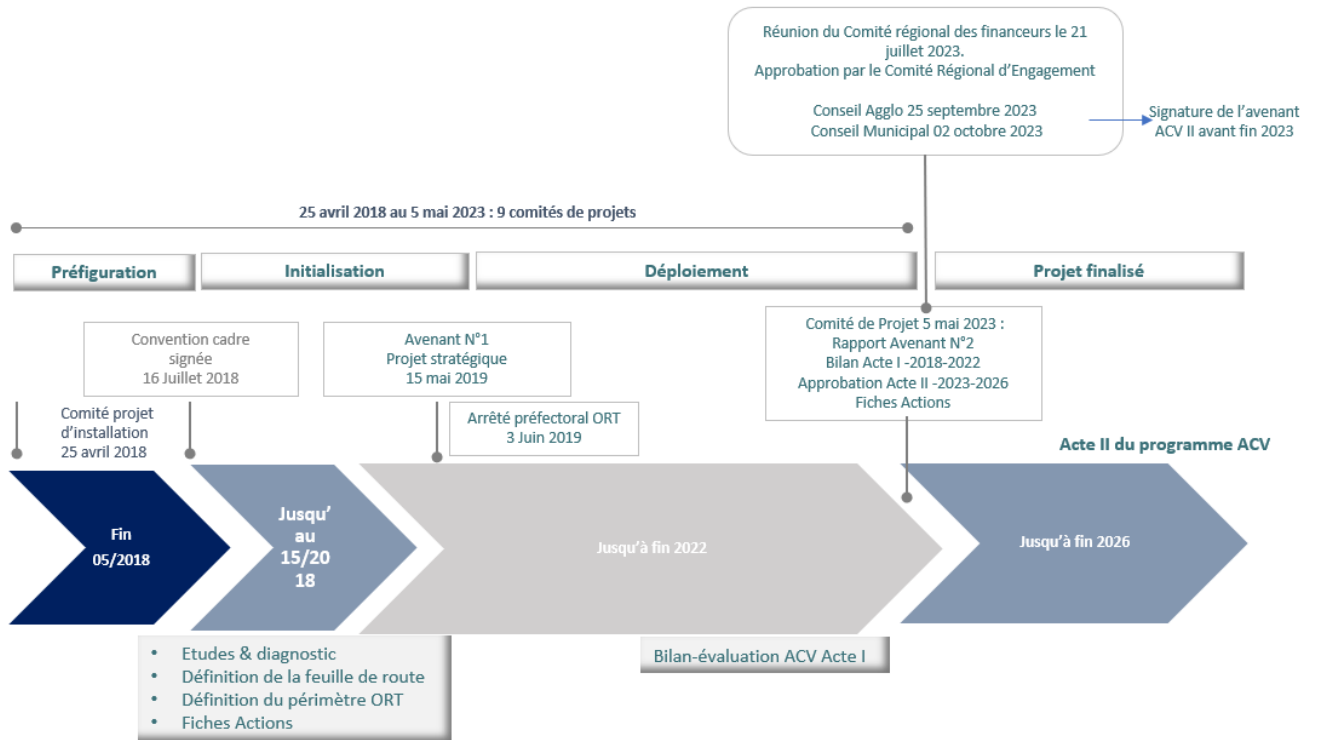 Réunion du Comité régional des financeurs le 21
juillet 2023.
Approbation par le Comité Régional d’Engagement
Conseil Agglo 25 septembre 2023
Conseil Municipal 02 octobre 2023
Signature de l’avenant
ACV II avant fin 2023
25 avril 2018 au 5 mai 2023 : 9 comités de projets
Préfiguration
Initialisation
Déploiement
Projet finalisé
Convention cadre
signée
16 Juillet 2018
Avenant N°1
Projet stratégique
15 mai 2019
Comité de Projet 5 mai 2023 :
Rapport Avenant N°2
Bilan Acte I -2018-2022
Approbation Acte II -2023-2026
Fiches Actions
Comité projet
d’installation
25 avril 2018
Arrêté préfectoral ORT
3 Juin 2019
Acte II du programme ACV
Fin
05/2018
Jusqu’
au
15/20
18
Jusqu’à fin 2022
Jusqu’à fin 2026
• Etudes & diagnostic
• Définition de la feuille de route
• Définition du périmètre ORT
• Fiches Actions
Bilan-évaluation ACV Acte I